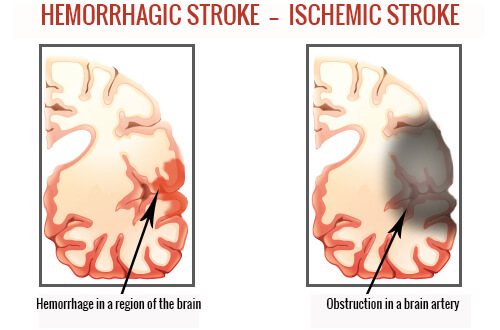 HEMORRHAGIC STROKE – ISCHEMIC STROKE
Hemorrhage in a region of the brain
Obstruction in a brain artery